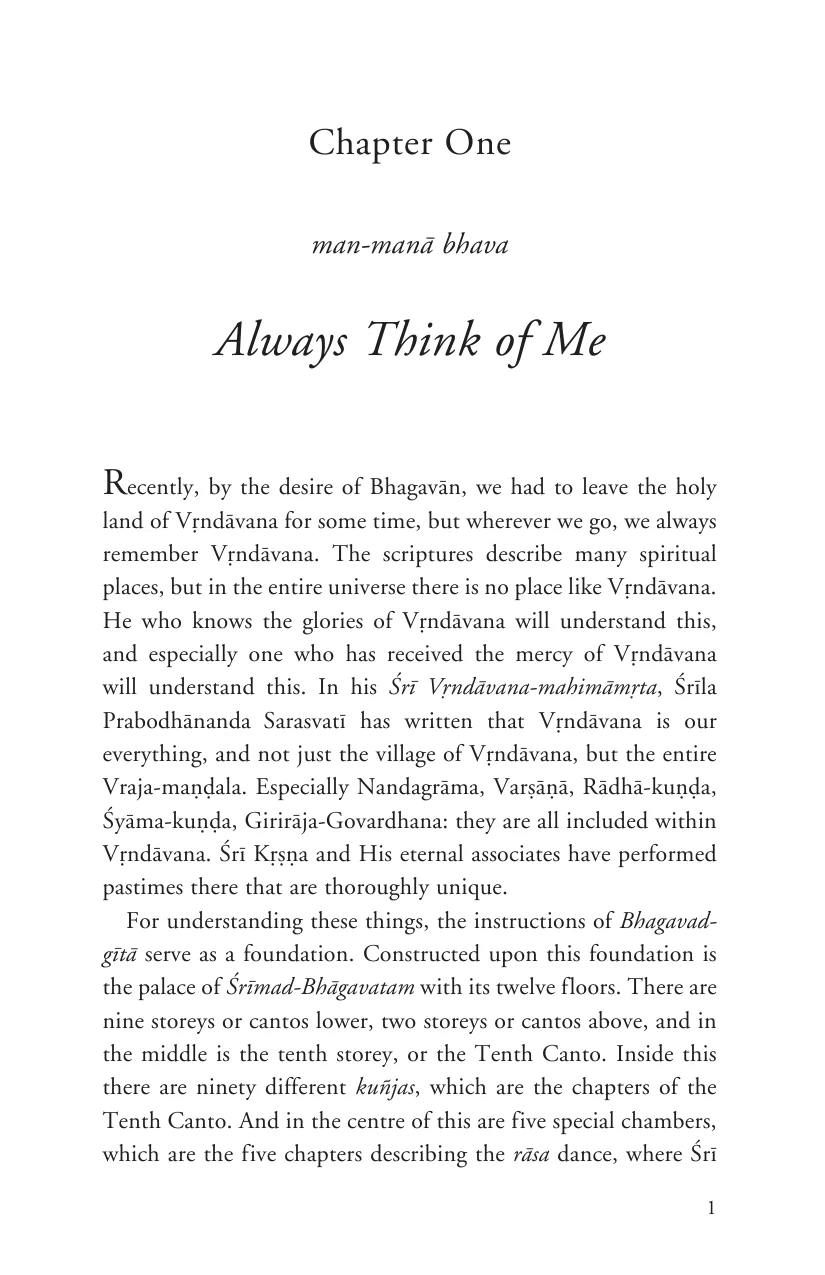 Chapter One
man-manā bhava
Always Think of Me
Recently, by the desire of Bhagavān, we had to leave the holy
land of Vṛndāvana for some time, but wherever we go, we always
remember Vṛndāvana. The scriptures describe many spiritual
places, but in the entire universe there is no place like Vṛndāvana.
He who knows the glories of Vṛndāvana will understand this,
and especially one who has received the mercy of Vṛndāvana
will understand this. In his Śrī Vṛndāvana-mahimāmṛta, Śrīla
Prabodhānanda Sarasvatī has written that Vṛndāvana is our
everything, and not just the village of Vṛndāvana, but the entire
Vraja-maṇḍala. Especially Nandagrāma, Varṣāṇā, Rādhā-kuṇḍa,
Śyāma-kuṇḍa, Girirāja-Govardhana: they are all included within
Vṛndāvana. Śrī Kṛṣṇa and His eternal associates have performed
pastimes there that are thoroughly unique.
For understanding these things, the instructions of Bhagavad-
gītā serve as a foundation. Constructed upon this foundation is
the palace of Śrīmad-Bhāgavatam with its twelve floors. There are
nine storeys or cantos lower, two storeys or cantos above, and in
the middle is the tenth storey, or the Tenth Canto. Inside this
there are ninety different kuñjas, which are the chapters of the
Tenth Canto. And in the centre of this are five special chambers,
which are the five chapters describing the rāsa dance, where Śrī
1